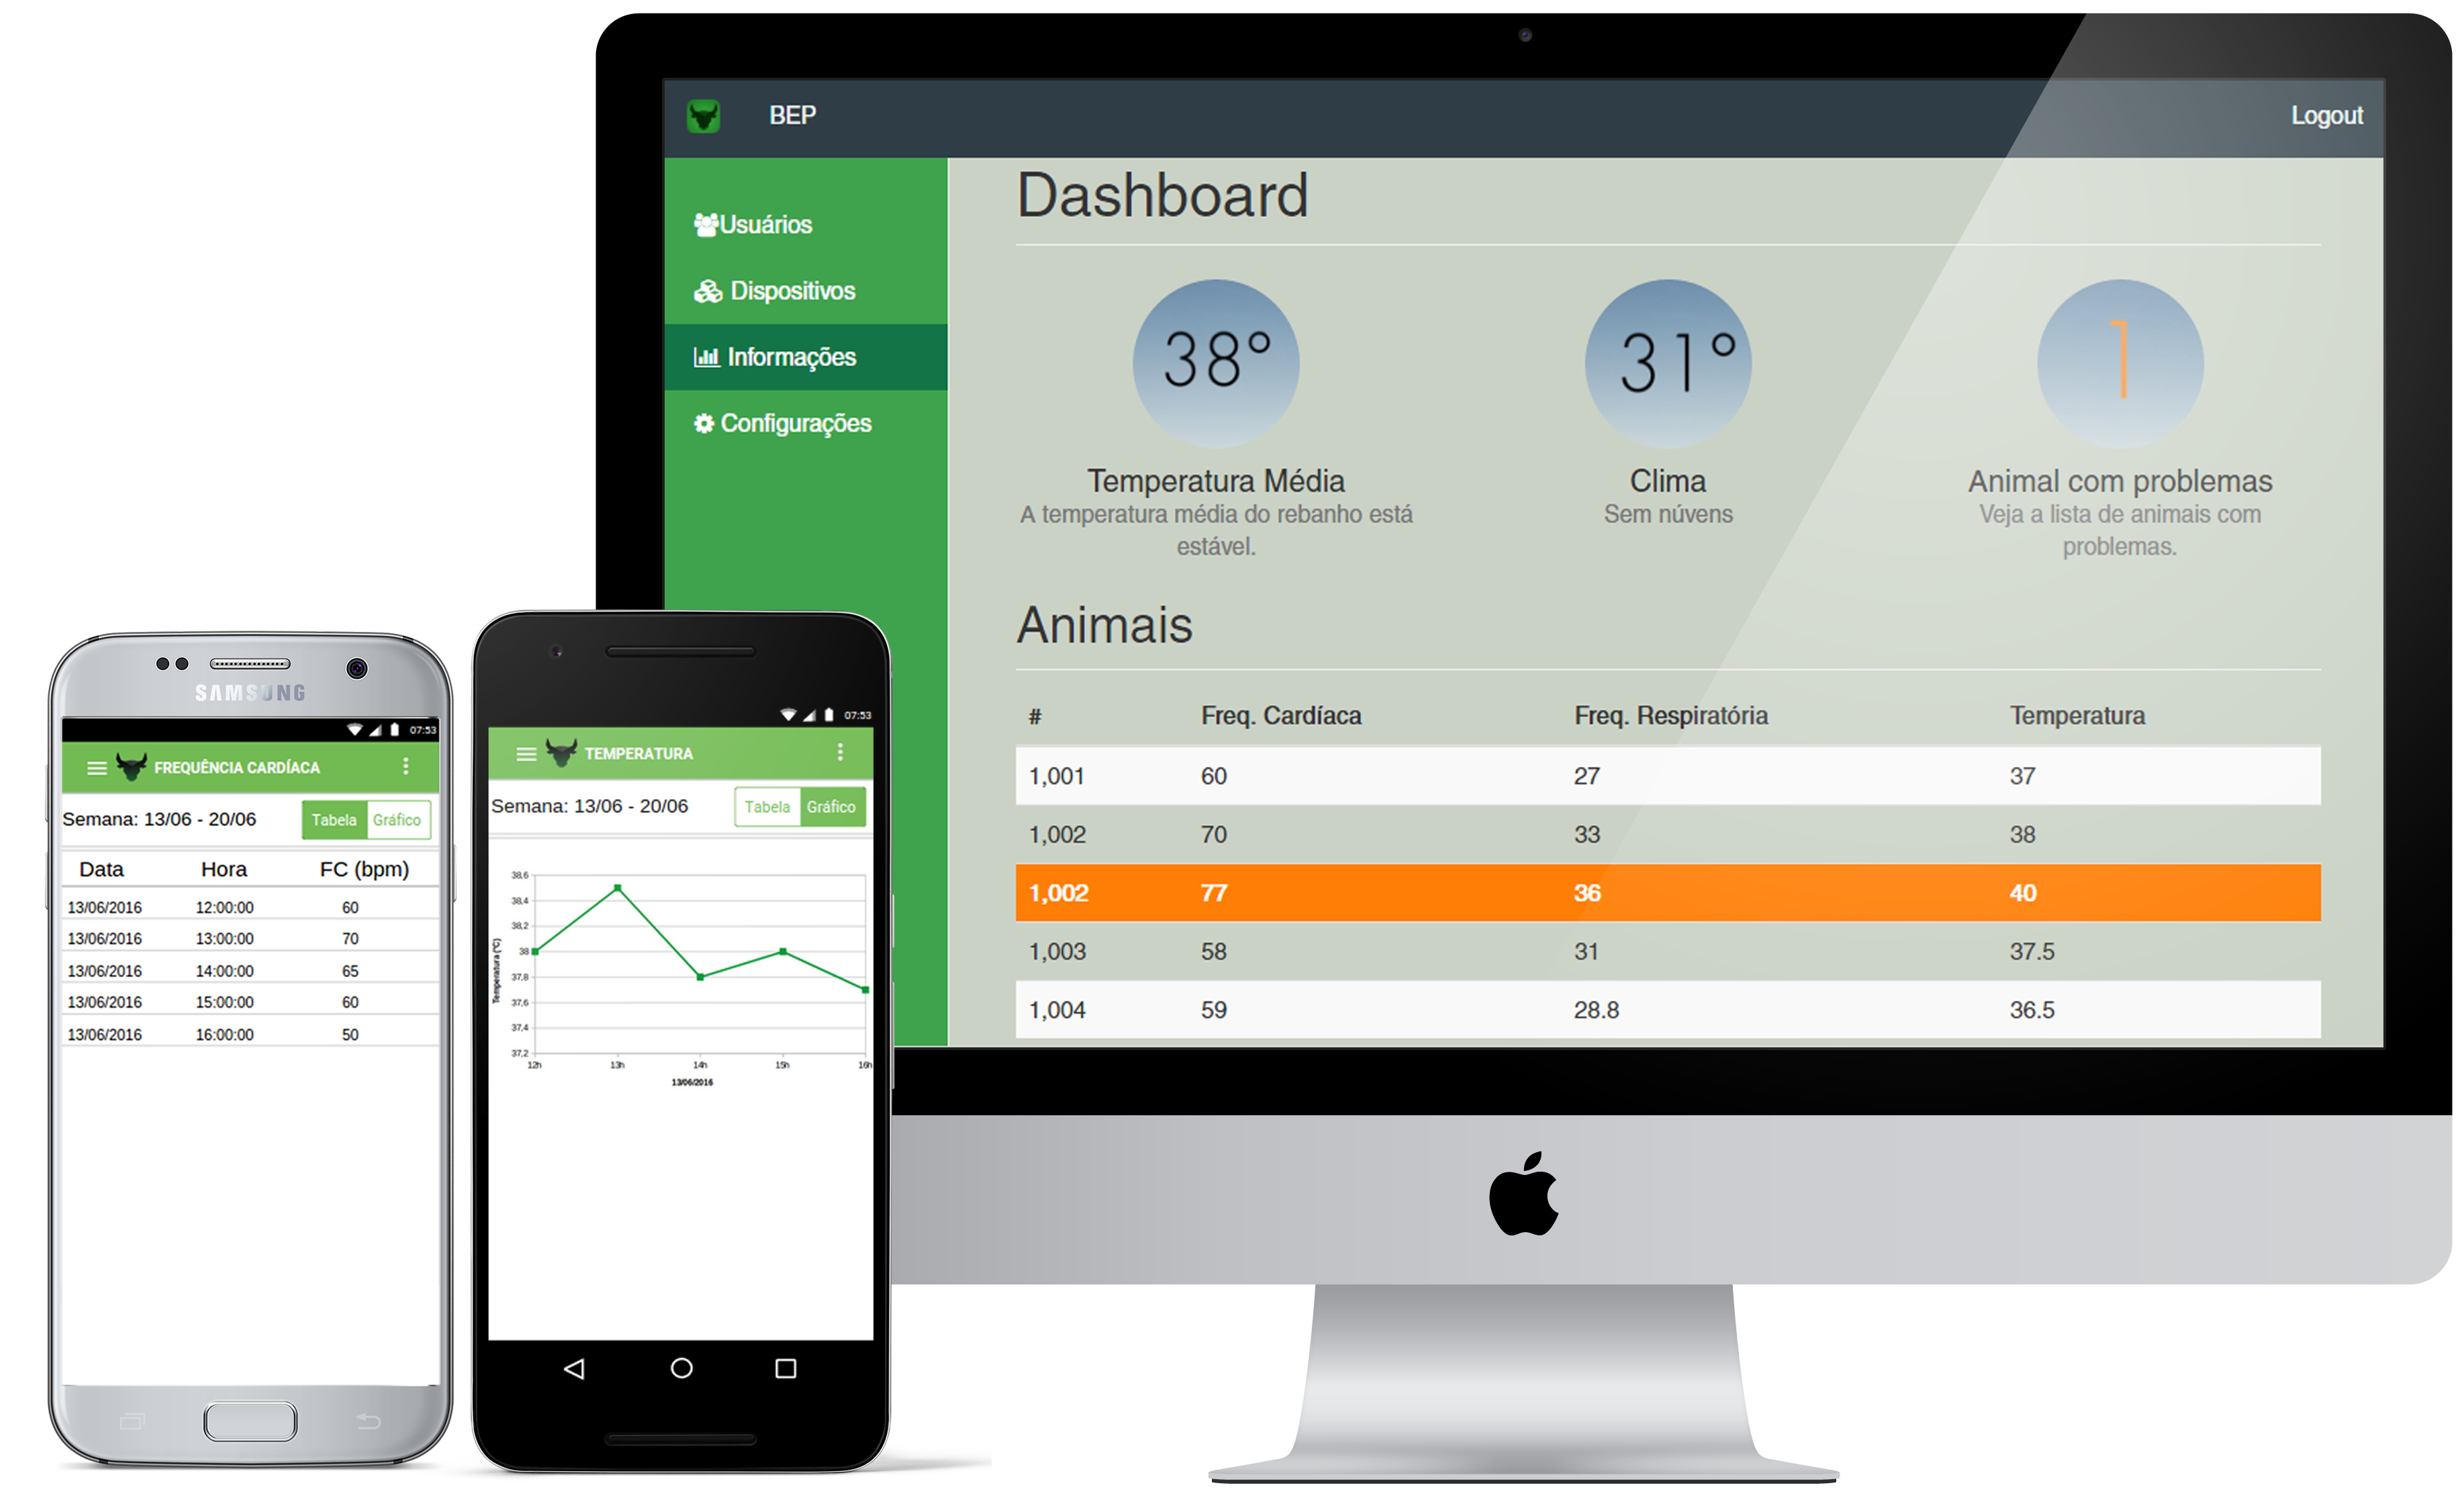 BEP
Logout
Usuários
Dispositivos
Informações
Configurações
Dashboard
38°
Temperatura Média
A temperatura média do rebanho está
estável.
31°
Clima
Sem núvens
1
Animal com problemas
Veja a lista de animais com
problemas.
Animais
# Freq. Cardíaca Freq. Respiratória Temperatura
1,001 60 27 37
1,002 70 33 38
1,002 77 36 40
1,003 58 31 37.5
1,004 59 28.8 36.5
SAMSUNG
07:53
FREQUÊNCIA CARDÍACA
Semana: 13/06 - 20/06 Tabela Gráfico
Data Hora FC (bpm)
13/06/2016 12:00:00 60
13/06/2016 13:00:00 70
13/06/2016 14:00:00 65
13/06/2016 15:00:00 60
13/06/2016 16:00:00 50
07:53
TEMPERATURA
Semana: 13/06 - 20/06 Tabela Gráfico
Temperatura (°C)
38,6
38,4
38,2
38
37,8
37,6
37,4
37,2
12h 13h 14h 15h 16h
13/06/2016